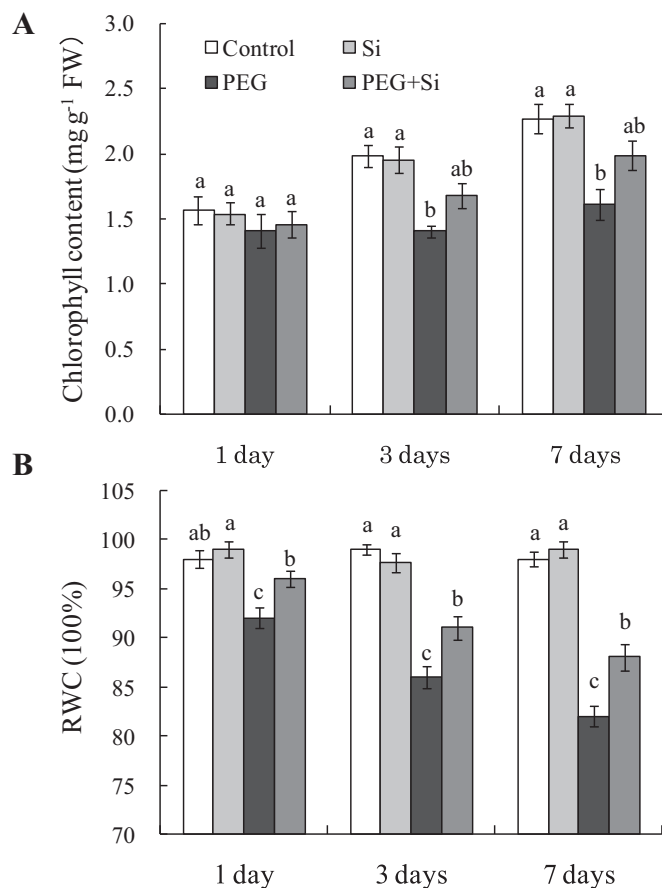 A
Chlorophyll content (mg g-1 FW)
3.0
2.5
2.0
1.5
1.0
0.5
0.0
Control Si
PEG PEG+Si
a a a a
a a b ab
a a b ab
1 day 3 days 7 days
B
RWC (100%)
105
100
95
90
85
80
75
70
ab a c b
a a c b
a a c b
1 day 3 days 7 days